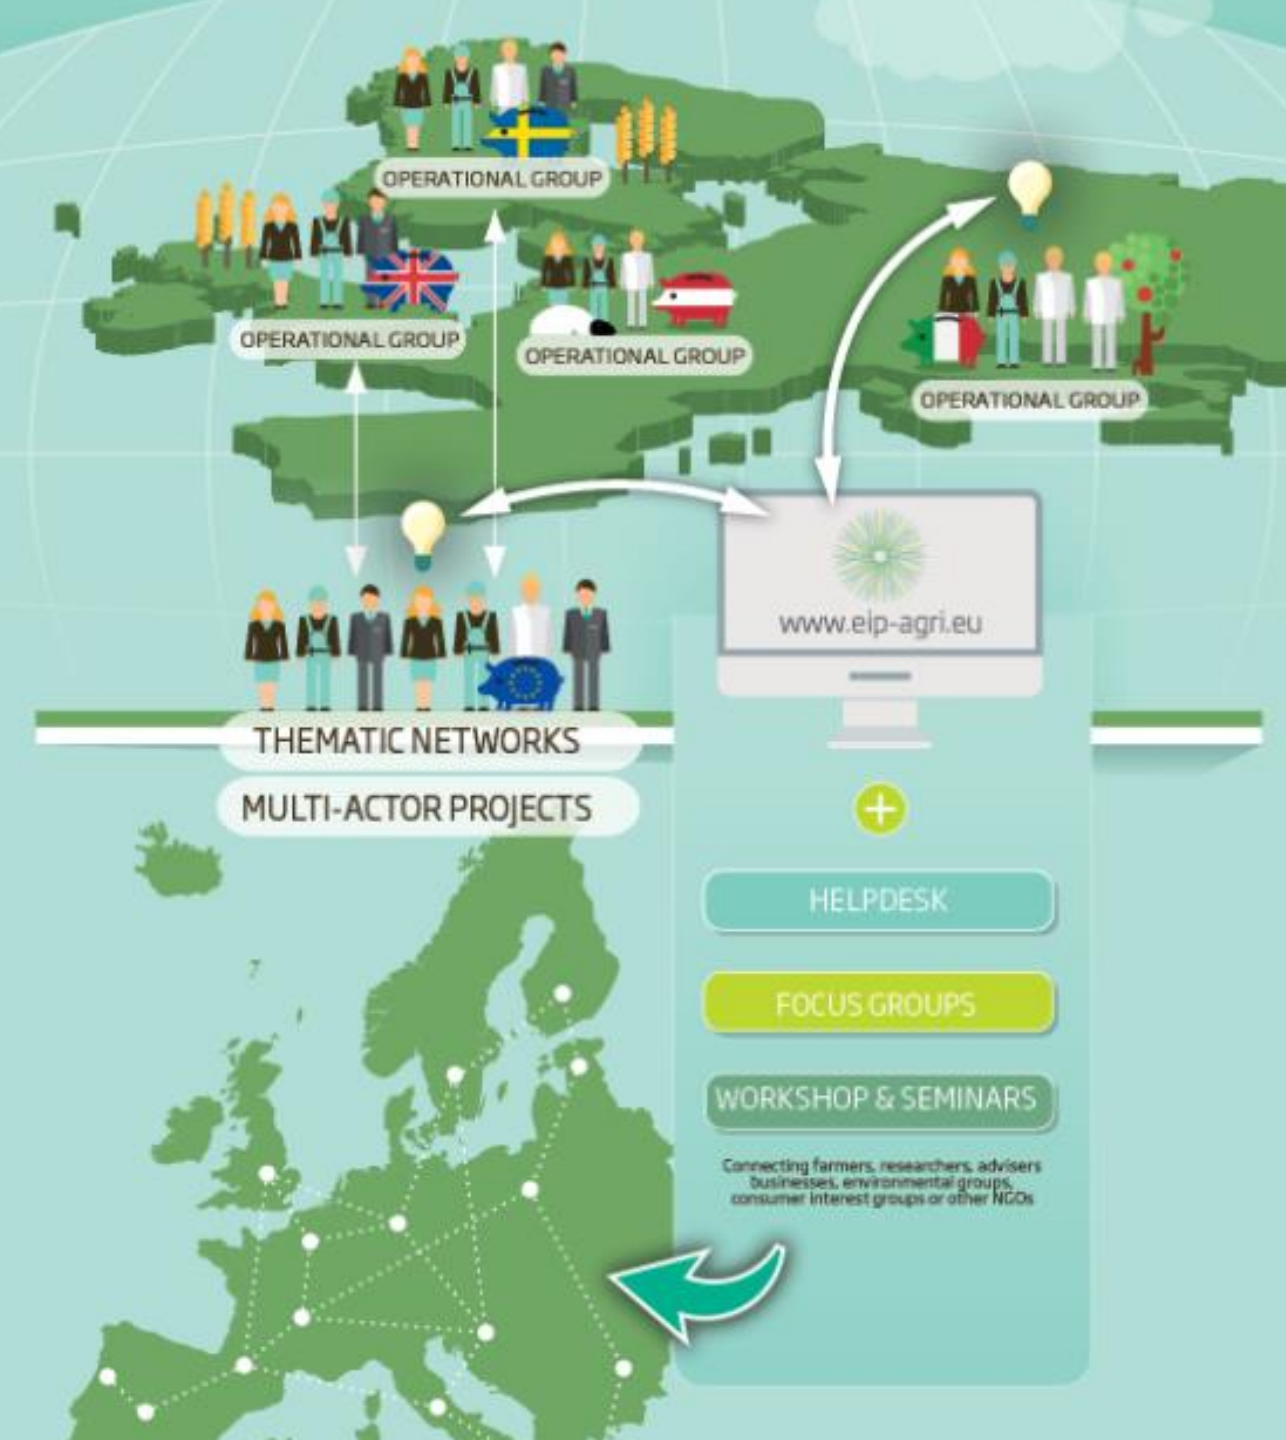 OPERATIONAL GROUP
OPERATIONAL GROUP
OPERATIONAL GROUP
OPERATIONAL GROUP
www.eip-agri.eu
THEMATIC NETWORKS
MULTI-ACTOR PROJECTS
HELPDESK
FOCUS GROUPS
WORKSHOP & SEMINARS
Connecting farmers, researchers, advisers
businesses, environmental groups,
consumer interest groups or other NGOs